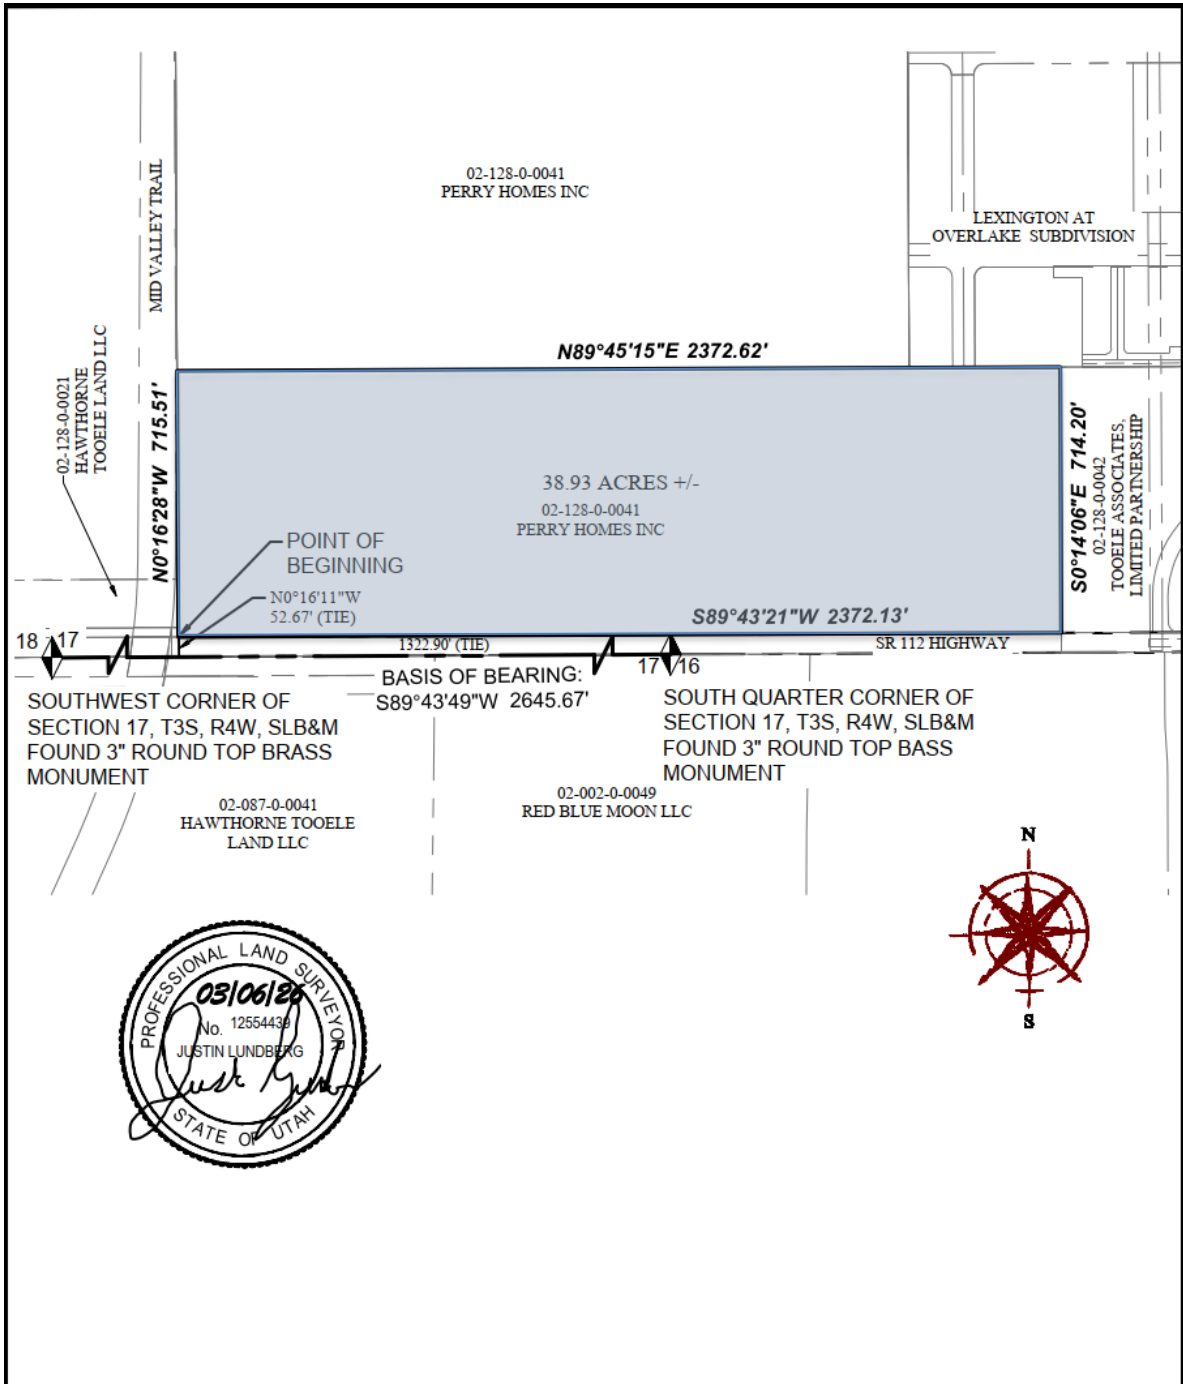 MID VALLEY TRAIL
02-128-0-0041
PERRY HOMES INC
LEXINGTON AT
OVERLAKE SUBDIVISION
02-128-0-0021
HAWTHORNE
TOOELE LAND LLC
N89°45'15"E 2372.62'
N0°16'28"W 715.51'
38.93 ACRES +/-
02-128-0-0041
PERRY HOMES INC
S0°14'06"E 714.20'
02-128-0-0042
TOOELE ASSOCIATES,
LIMITED PARTNERSHIP
POINT OF
BEGINNING
N0°16'11"W
52.67' (TIE)
S89°43'21"W 2372.13'
18 17
1322.90' (TIE)
SR 112 HIGHWAY
BASIS OF BEARING:
S89°43'49"W 2645.67'
17 16
SOUTHWEST CORNER OF
SECTION 17, T3S, R4W, SLB&M
FOUND 3" ROUND TOP BRASS
MONUMENT
SOUTH QUARTER CORNER OF
SECTION 17, T3S, R4W, SLB&M
FOUND 3" ROUND TOP BASS
MONUMENT
02-087-0-0041
HAWTHORNE TOOELE
LAND LLC
02-002-0-0049
RED BLUE MOON LLC
N
S
PROFESSIONAL LAND SURVEYOR
03/06/26
No. 12554439
JUSTIN LUNDBERG
STATE OF UTAH